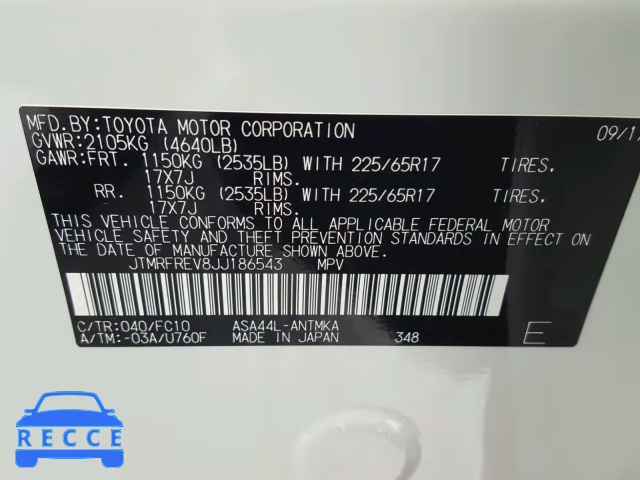 MFD.BY:TOYOTA MOTOR CORPORATION 09/17
GVWR:2105KG (4640LB)
GAWR:FRT. 1150KG (2535LB) WITH 225/65R17 TIRES,
17X7J RIMS.
RR. 1150KG (2535LB) WITH 225/65R17 TIRES,
17X7J RIMS.
THIS VEHICLE CONFORMS TO ALL APPLICABLE FEDERAL MOTOR
VEHICLE SAFETY AND THEFT PREVENTION STANDARDS IN EFFECT ON
THE DATE OF MANUFACTURE SHOWN ABOVE.
JTMRFREV8JJ186543 MPV
C/TR:040/FC10 ASA44L-ANTMKA
A/TM:-03A/U760F MADE IN JAPAN 348 E
RECCE